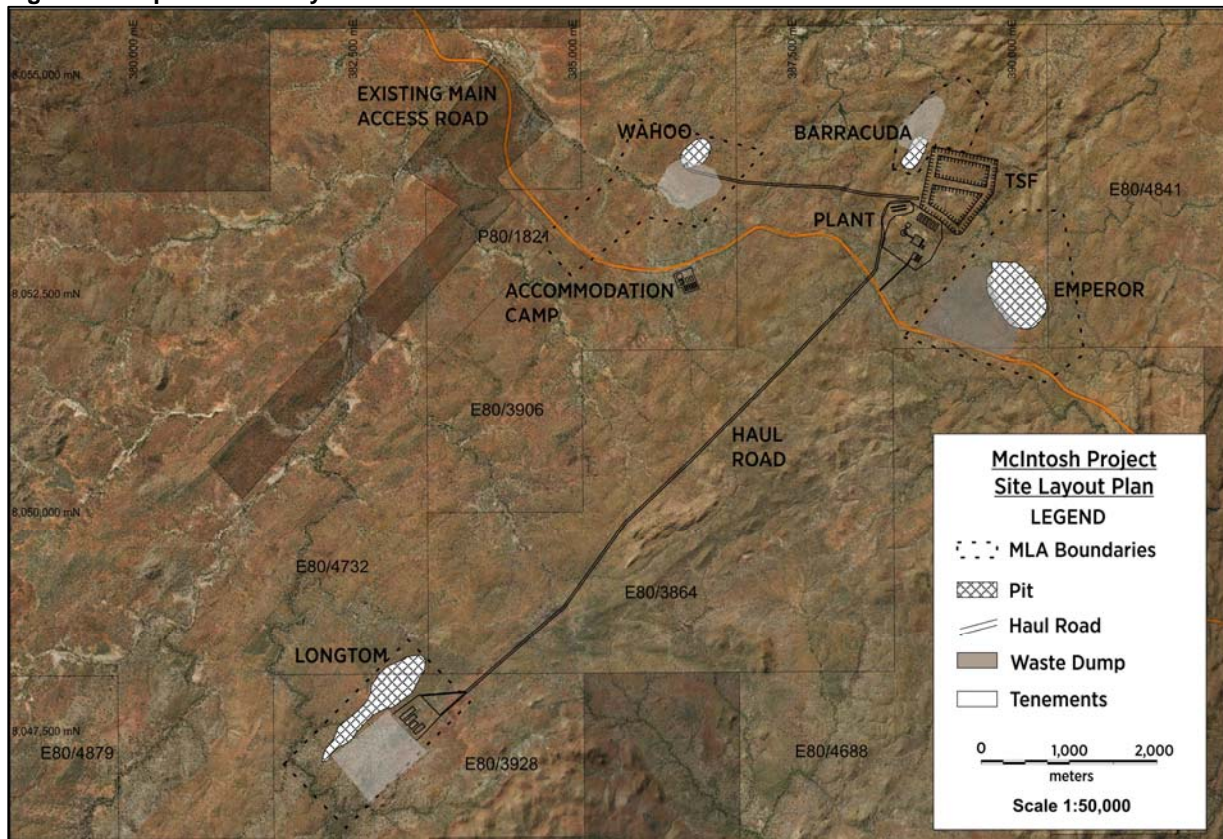 380,000 mE
382,500 mE
385,000 mE
387,500 mE
390,000 mE
8,055,000 mN
EXISTING MAIN
ACCESS ROAD
WAHOO
BARRACUDA
TSF
E80/4841
PLANT
P80/1821
8,052,500 mN
ACCOMMODATION
CAMP
EMPEROR
E80/3906
HAUL
ROAD
8,050,000 mN
E80/4732
E80/3864
LONGTOM
8,047,500 mN
E80/4879
E80/3928
E80/4688
McIntosh Project
Site Layout Plan
LEGEND
MLA Boundaries
Pit
Haul Road
Waste Dump
Tenements
0 1,000 2,000
meters
Scale 1:50,000